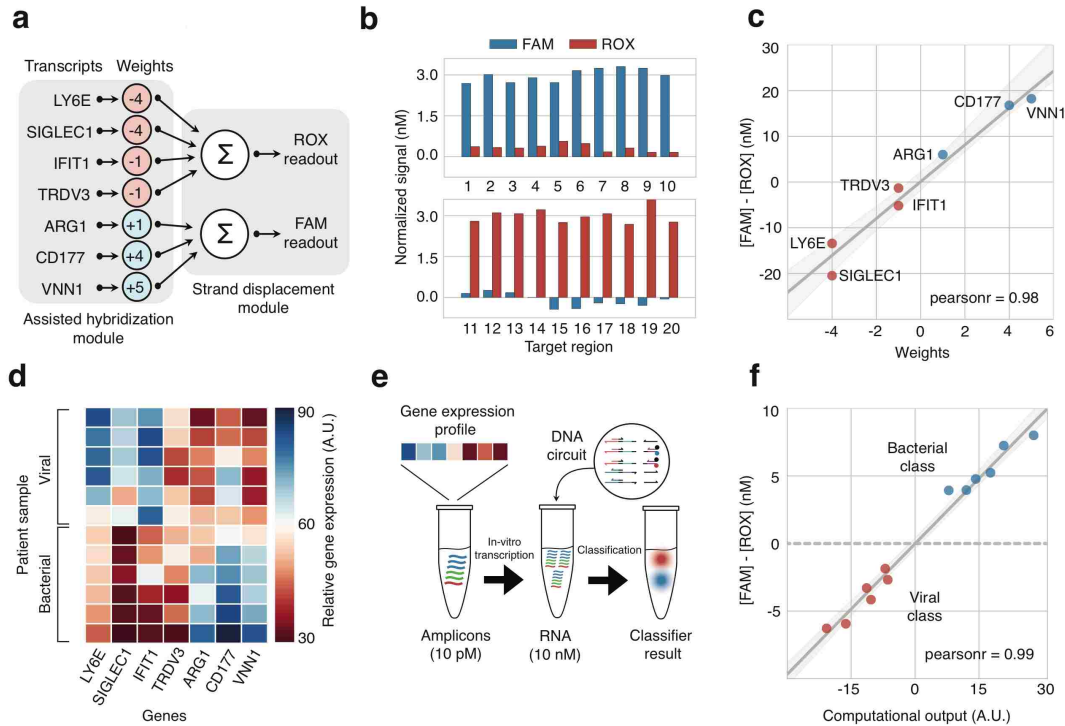 a
Transcripts Weights
LY6E -4
SIGLEC1 -4
IFIT1 -1
TRDV3 -1
ARG1 +1
CD177 +4
VNN1 +5
Σ
ROX
readout
Σ
FAM
readout
Strand displacement
module
Assisted hybridization
module
b
FAM ROX
Normalized signal (nM)
3.0
0.0
1 2 3 4 5 6 7 8 9 10
3.0
0.0
11 12 13 14 15 16 17 18 19 20
Target region
c
[FAM] - [ROX] (nM)
30
20
10
0
-10
-20
CD177
VNN1
ARG1
TRDV3
IFIT1
LY6E
SIGLEC1
pearsonr = 0.98
-4 -2 0 2 4 6
Weights
d
Patient sample
Viral
Bacterial
90
60
30
Relative gene expression (A.U.)
LY6E SIGLEC1 IFIT1 TRDV3 ARG1 CD177 VNN1
Genes
e
Gene expression
profile
DNA
circuit
In-vitro
transcription
Classification
Amplicons
(10 pM)
RNA
(10 nM)
Classifier
result
f
[FAM] - [ROX] (nM)
10
5
0
-5
Bacterial
class
Viral
class
pearsonr = 0.99
-15 0 15 30
Computational output (A.U.)